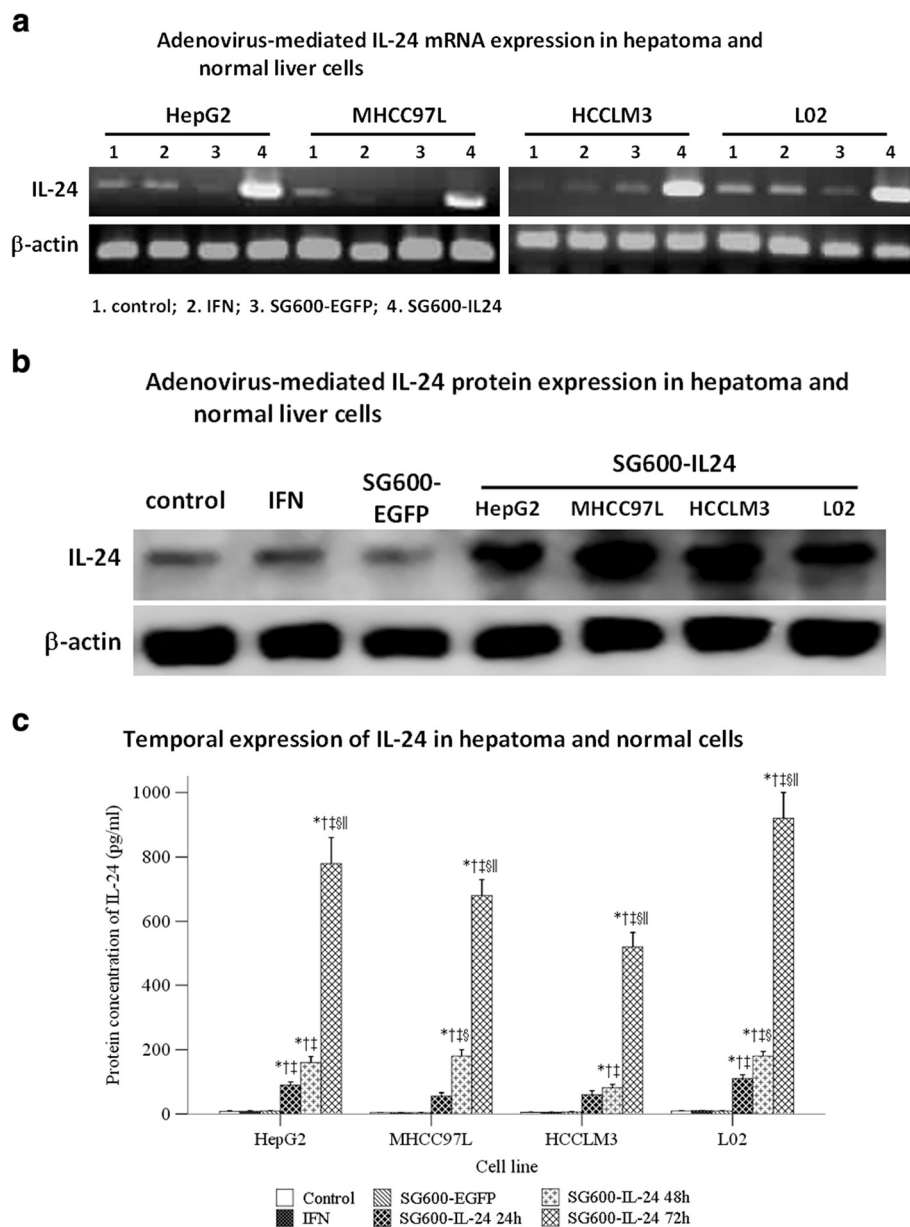 a
Adenovirus-mediated IL-24 mRNA expression in hepatoma and
normal liver cells
HepG2 MHCC97L HCCLM3 L02
1 2 3 4 1 2 3 4 1 2 3 4 1 2 3 4
IL-24
β-actin
1. control; 2. IFN; 3. SG600-EGFP; 4. SG600-IL24
b
Adenovirus-mediated IL-24 protein expression in hepatoma and
normal liver cells
SG600-IL24
control IFN SG600-
EGFP HepG2 MHCC97L HCCLM3 L02
IL-24
β-actin
c
Temporal expression of IL-24 in hepatoma and normal cells
Protein concentration of IL-24 (pg/ml)
1000
800
600
400
200
0
*†‡§||
*†‡§||
*†‡§||
*†‡§||
*†‡
*†‡
*†‡§
*†‡
*†‡
*†‡§
HepG2 MHCC97L HCCLM3 L02
Cell line
Control SG600-EGFP SG600-IL-24 48h
IFN SG600-IL-24 24h SG600-IL-24 72h